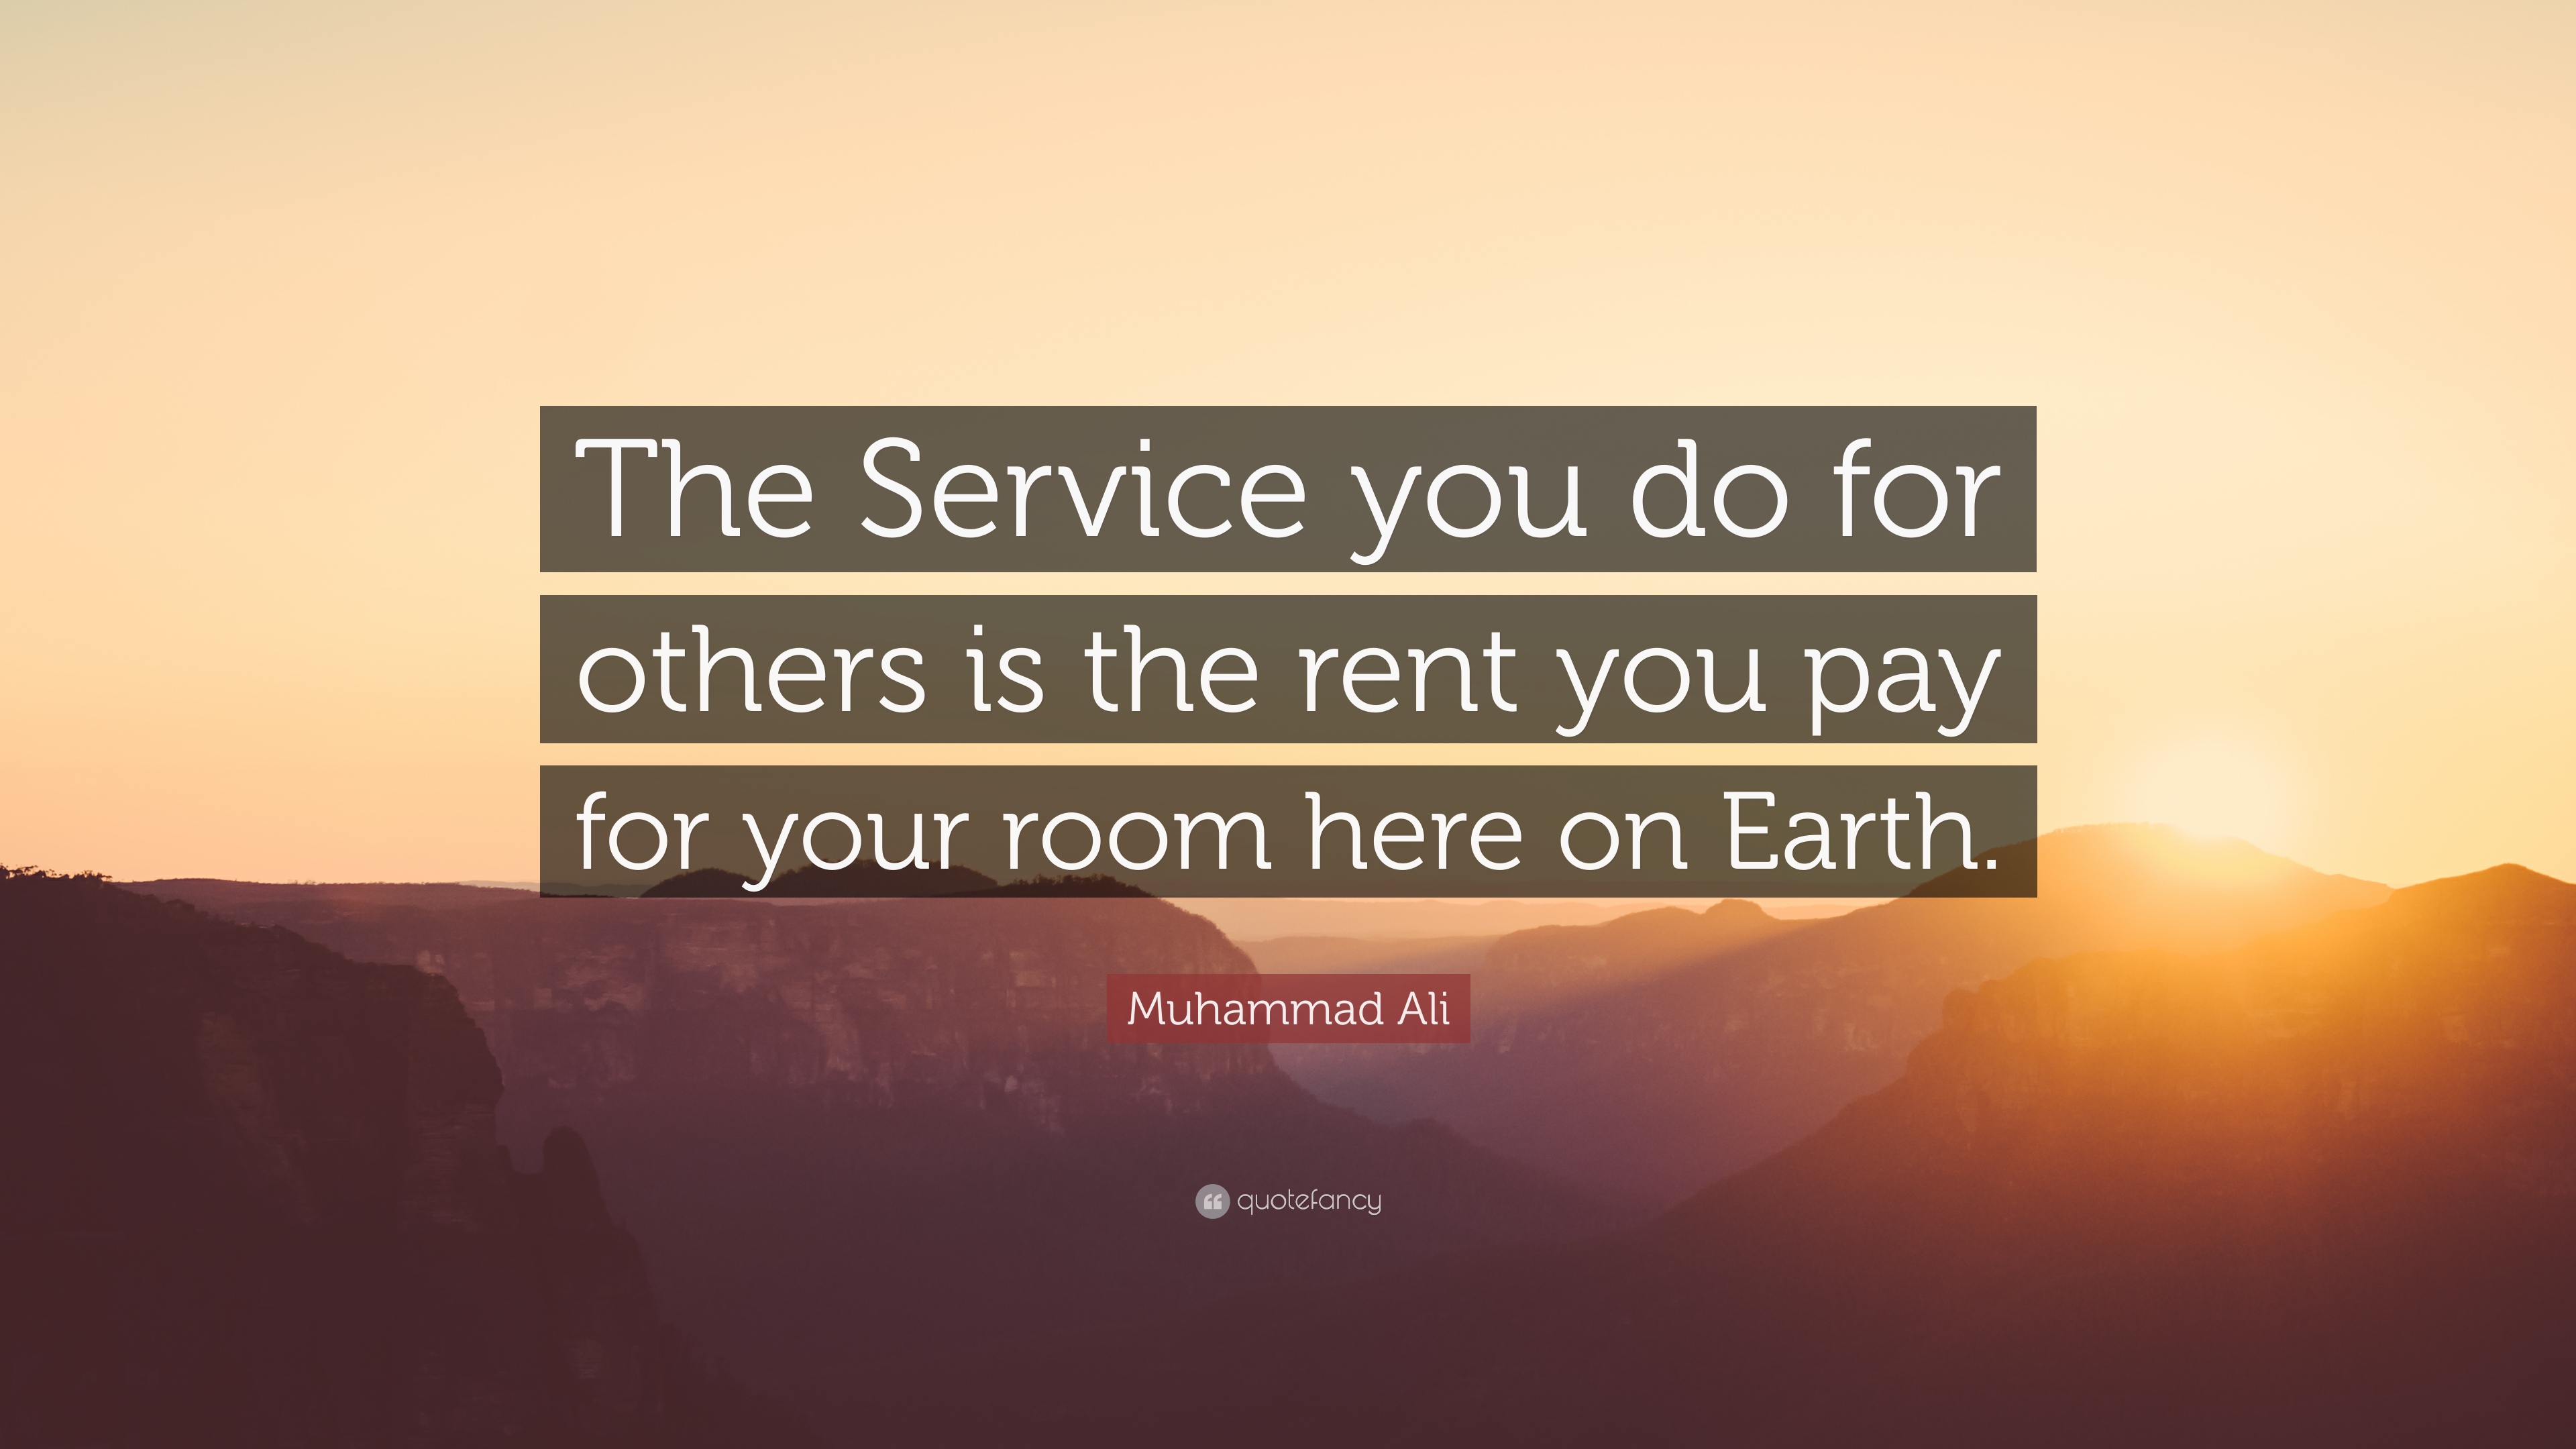 The Service you do for
others is the rent you pay
for your room here on Earth.
Muhammad Ali
quotefancy